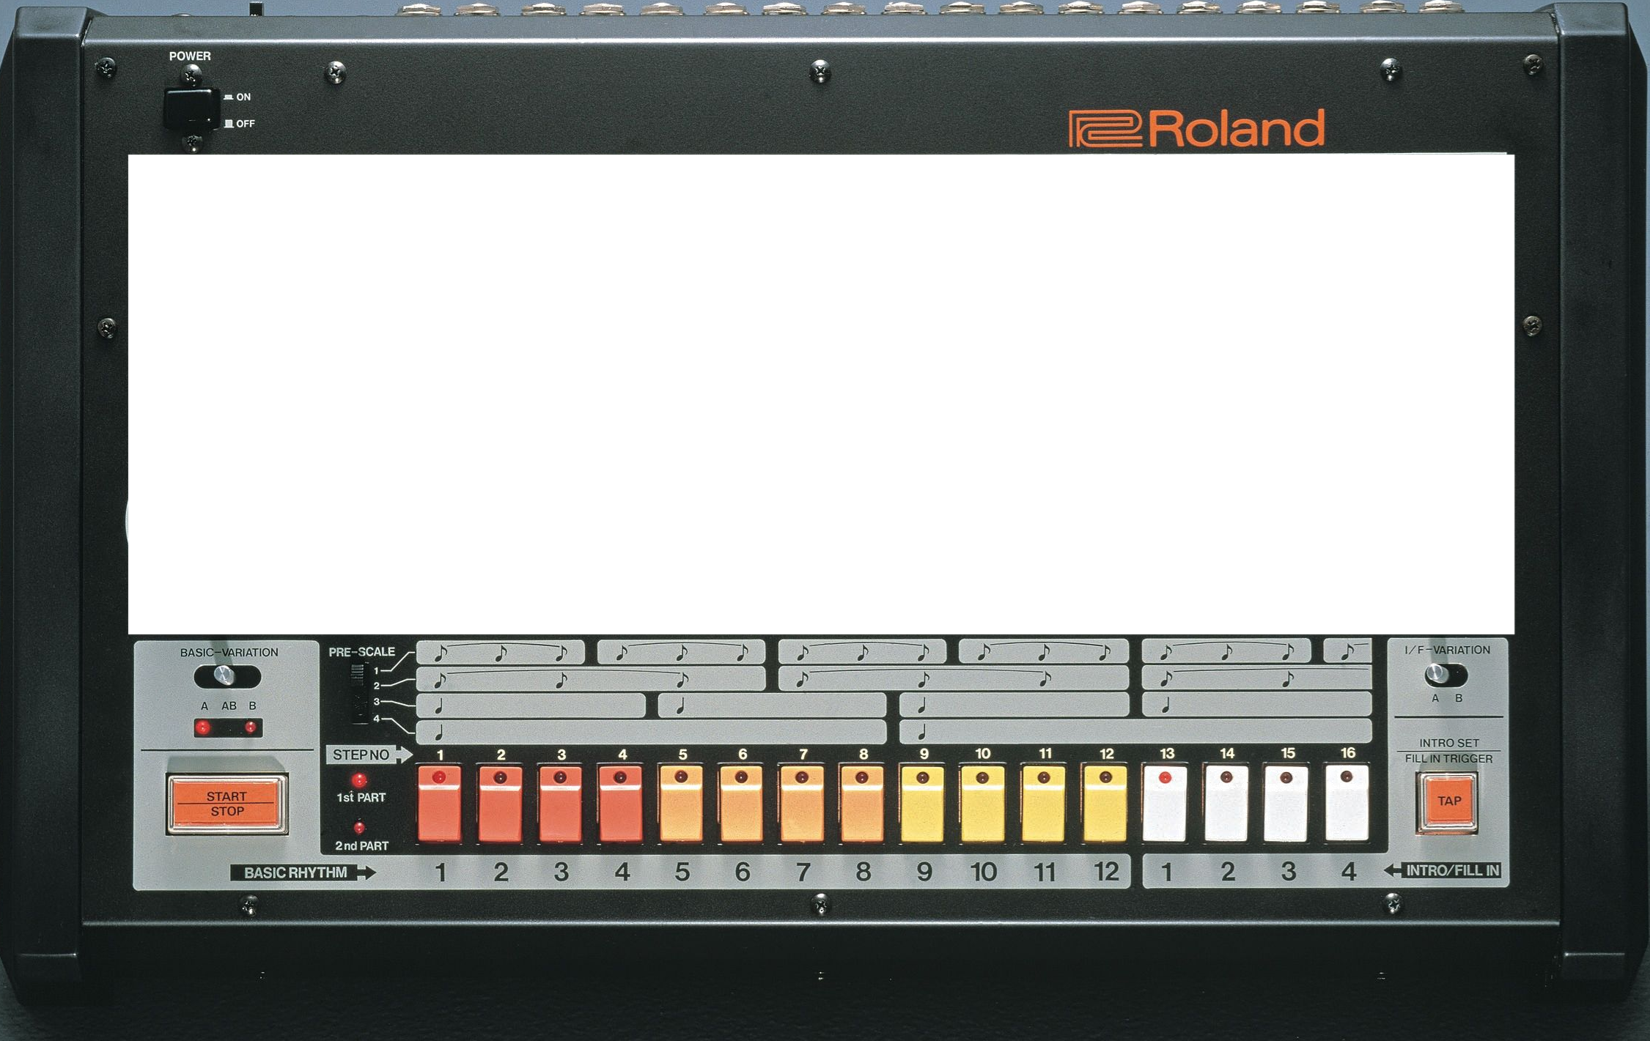 POWER
ON
OFF
Roland
BASIC-VARIATION
A AB B
START
STOP
PRE-SCALE
1
2
3
4
STEP NO
1 2 3 4 5 6 7 8 9 10 11 12 13 14 15 16
1st PART
2nd PART
BASIC RHYTHM
1 2 3 4 5 6 7 8 9 10 11 12 1 2 3 4
I/F-VARIATION
A B
INTRO SET
FILL IN TRIGGER
TAP
INTRO/FILL IN